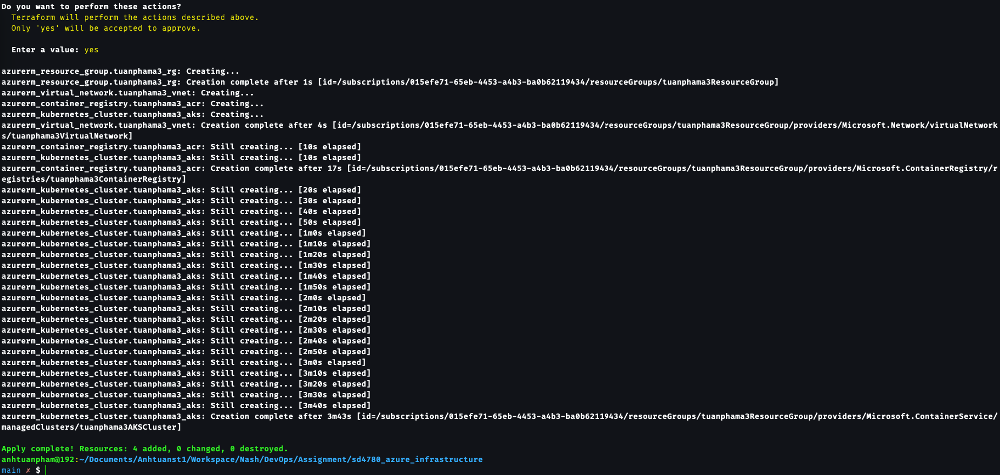 Do you want to perform these actions?
Terraform will perform the actions described above.
Only 'yes' will be accepted to approve.
Enter a value: yes
azurerm_resource_group.tuanphama3_rg: Creating...
azurerm_resource_group.tuanphama3_rg: Creation complete after 1s [id=/subscriptions/015efe71-65eb-4453-a4b3-ba0b62119434/resourceGroups/tuanphama3ResourceGroup]
azurerm_virtual_network.tuanphama3_vnet: Creating...
azurerm_container_registry.tuanphama3_acr: Creating...
azurerm_kubernetes_cluster.tuanphama3_aks: Creating...
azurerm_virtual_network.tuanphama3_vnet: Creation complete after 4s [id=/subscriptions/015efe71-65eb-4453-a4b3-ba0b62119434/resourceGroups/tuanphama3ResourceGroup/providers/Microsoft.Network/virtualNetwork
s/tuanphama3VirtualNetwork]
azurerm_container_registry.tuanphama3_acr: Still creating... [10s elapsed]
azurerm_kubernetes_cluster.tuanphama3_aks: Still creating... [10s elapsed]
azurerm_container_registry.tuanphama3_acr: Creation complete after 17s [id=/subscriptions/015efe71-65eb-4453-a4b3-ba0b62119434/resourceGroups/tuanphama3ResourceGroup/providers/Microsoft.ContainerRegistry/r
egistries/tuanphama3ContainerRegistry]
azurerm_kubernetes_cluster.tuanphama3_aks: Still creating... [20s elapsed]
azurerm_kubernetes_cluster.tuanphama3_aks: Still creating... [30s elapsed]
azurerm_kubernetes_cluster.tuanphama3_aks: Still creating... [40s elapsed]
azurerm_kubernetes_cluster.tuanphama3_aks: Still creating... [50s elapsed]
azurerm_kubernetes_cluster.tuanphama3_aks: Still creating... [1m0s elapsed]
azurerm_kubernetes_cluster.tuanphama3_aks: Still creating... [1m10s elapsed]
azurerm_kubernetes_cluster.tuanphama3_aks: Still creating... [1m20s elapsed]
azurerm_kubernetes_cluster.tuanphama3_aks: Still creating... [1m30s elapsed]
azurerm_kubernetes_cluster.tuanphama3_aks: Still creating... [1m40s elapsed]
azurerm_kubernetes_cluster.tuanphama3_aks: Still creating... [1m50s elapsed]
azurerm_kubernetes_cluster.tuanphama3_aks: Still creating... [2m0s elapsed]
azurerm_kubernetes_cluster.tuanphama3_aks: Still creating... [2m10s elapsed]
azurerm_kubernetes_cluster.tuanphama3_aks: Still creating... [2m20s elapsed]
azurerm_kubernetes_cluster.tuanphama3_aks: Still creating... [2m30s elapsed]
azurerm_kubernetes_cluster.tuanphama3_aks: Still creating... [2m40s elapsed]
azurerm_kubernetes_cluster.tuanphama3_aks: Still creating... [2m50s elapsed]
azurerm_kubernetes_cluster.tuanphama3_aks: Still creating... [3m0s elapsed]
azurerm_kubernetes_cluster.tuanphama3_aks: Still creating... [3m10s elapsed]
azurerm_kubernetes_cluster.tuanphama3_aks: Still creating... [3m20s elapsed]
azurerm_kubernetes_cluster.tuanphama3_aks: Still creating... [3m30s elapsed]
azurerm_kubernetes_cluster.tuanphama3_aks: Still creating... [3m40s elapsed]
azurerm_kubernetes_cluster.tuanphama3_aks: Creation complete after 3m43s [id=/subscriptions/015efe71-65eb-4453-a4b3-ba0b62119434/resourceGroups/tuanphama3ResourceGroup/providers/Microsoft.ContainerService/
managedClusters/tuanphama3AKSCluster]
Apply complete! Resources: 4 added, 0 changed, 0 destroyed.
anhtuanpham@192:~/Documents/Anhtuanst1/Workspace/Nash/DevOps/Assignment/sd4780_azure_infrastructure
main ✗ $